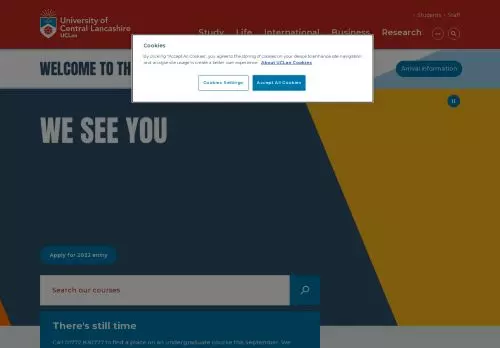 University of
Central Lancashire
UCLan
Students Staff
Study Life International Business Research
Cookies
By clicking "Accept All Cookies", you agree to the storing of cookies on your device to enhance site navigation
and analyse site usage to create a better user experience. About UCLan Cookies
Cookies Settings
Accept All Cookies
WELCOME TO TH
Arrival information
WE SEE YOU
Apply for 2022 entry
Search our courses
There's still time
Call 01772 830777 to find a place on an undergraduate course this September. We